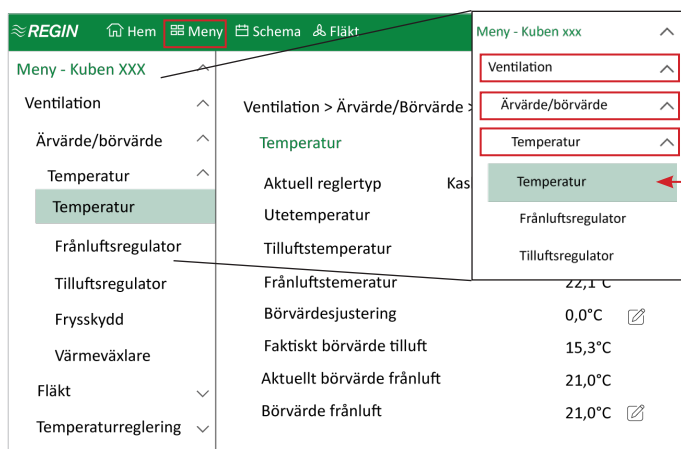 REGIN Hem Meny Schema Fläkt
Meny - Kuben XXX
Ventilation
Ärvärde/börvärde
Temperatur
Temperatur
Frånluftsregulator
Tilluftsregulator
Frysskydd
Värmeväxlare
Fläkt
Temperaturreglering
Ventilation > Ärvärde/Börvärde >
Temperatur
Aktuell reglertyp Kas
Utetemperatur
Tilluftstemperatur
Frånluftstemeratur 22,1°C
Börvärdesjustering 0,0°C
Faktiskt börvärde tilluft 15,3°C
Aktuellt börvärde frånluft 21,0°C
Börvärde frånluft 21,0°C
Meny - Kuben xxx
Ventilation
Ärvärde/börvärde
Temperatur
Temperatur
Frånluftsregulator
Tilluftsregulator